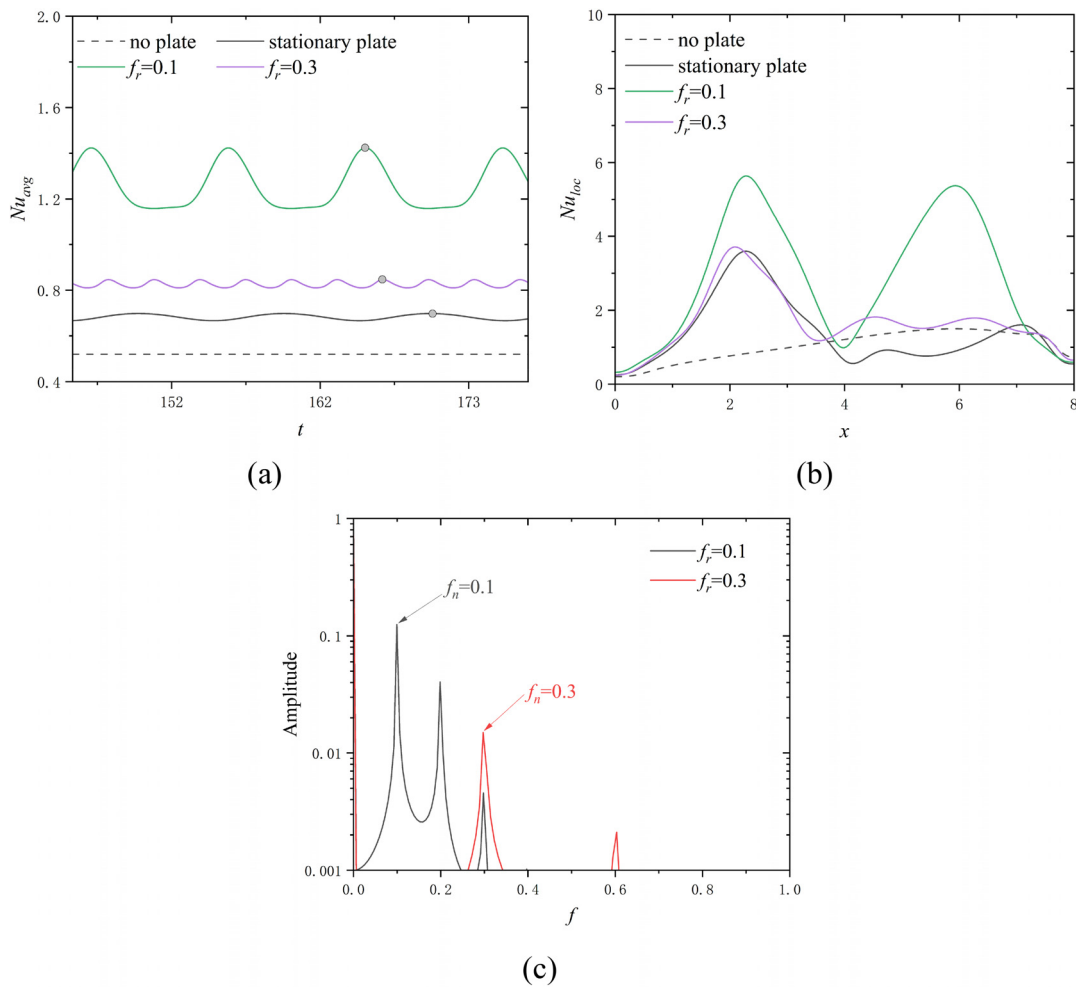 2.0
1.6
1.2
0.8
0.4
Nu_avg
no plate
stationary plate
f_r=0.1
f_r=0.3
152
162
173
t
(a)
10
8
6
4
2
0
Nu_loc
no plate
stationary plate
f_r=0.1
f_r=0.3
0
2
4
6
8
x
(b)
1
0.1
0.01
0.001
Amplitude
f_n=0.1
f_n=0.3
f_r=0.1
f_r=0.3
0.0
0.2
0.4
0.6
0.8
1.0
f
(c)